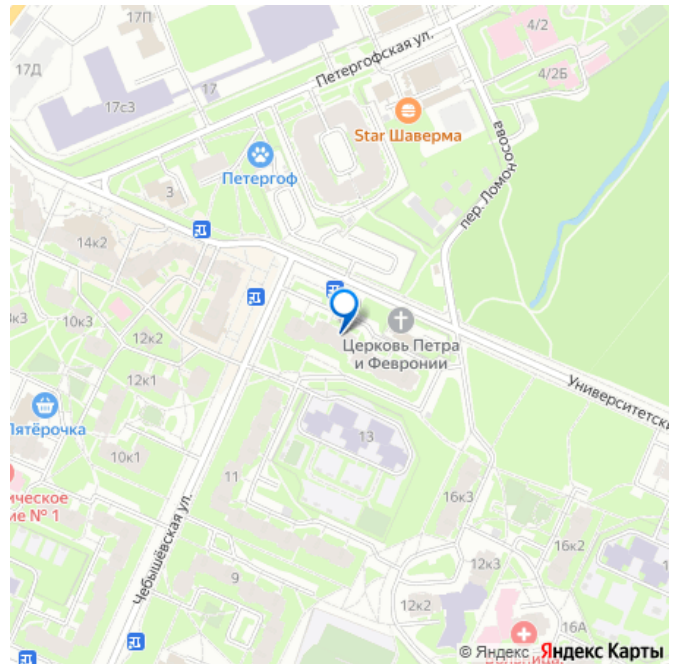 17П
4/2
Петергофская ул.
17Д
4/2Б
17
17с3
Star Шаверма
пер. Ломоносова
Петергоф
3
14к2
10к3
12к2
Церковь Петра
и Февронии
12к1
Университетски
Пятёрочка
13
10к1
11
ическое
ие № 1
16к3
Чебышёвская ул.
16к2
12к3
9
12к2
16А
© Яндекс Яндекс Карты